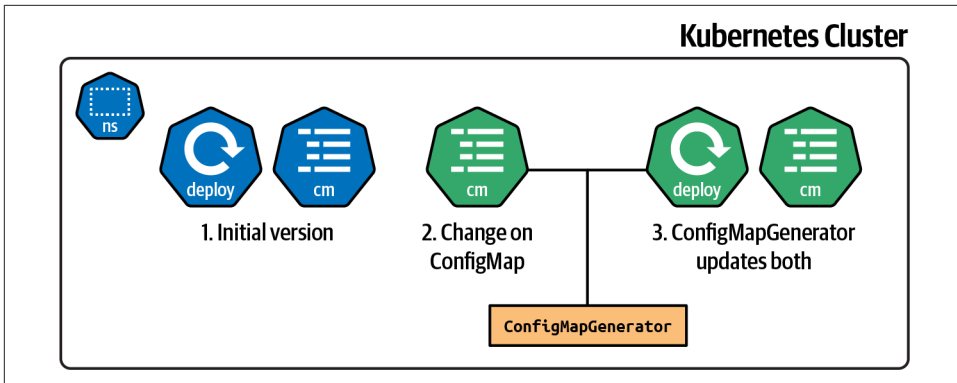 Kubernetes Cluster
ns
deploy
cm
cm
deploy
cm
1. Initial version
2. Change on
ConfigMap
3. ConfigMapGenerator
updates both
ConfigMapGenerator